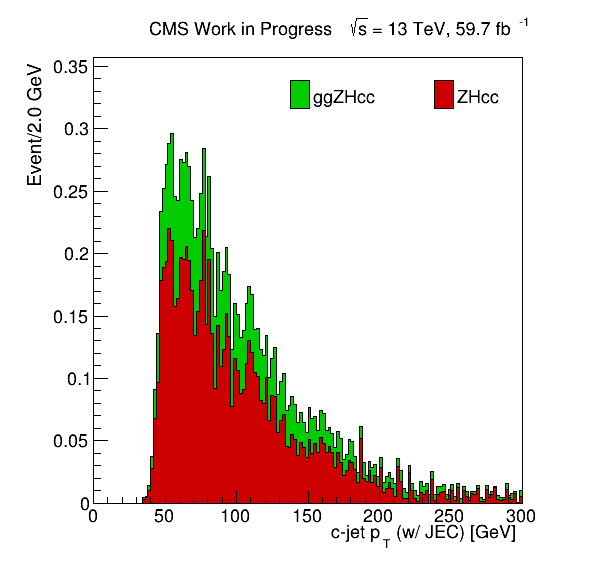 CMS Work in Progress √s = 13 TeV, 59.7 fb⁻¹
Event/2.0 GeV
0.35
0.3
0.25
0.2
0.15
0.1
0.05
0
ggZHcc ZHcc
0 50 100 150 200 250 300
c-jet p_T (w/ JEC) [GeV]